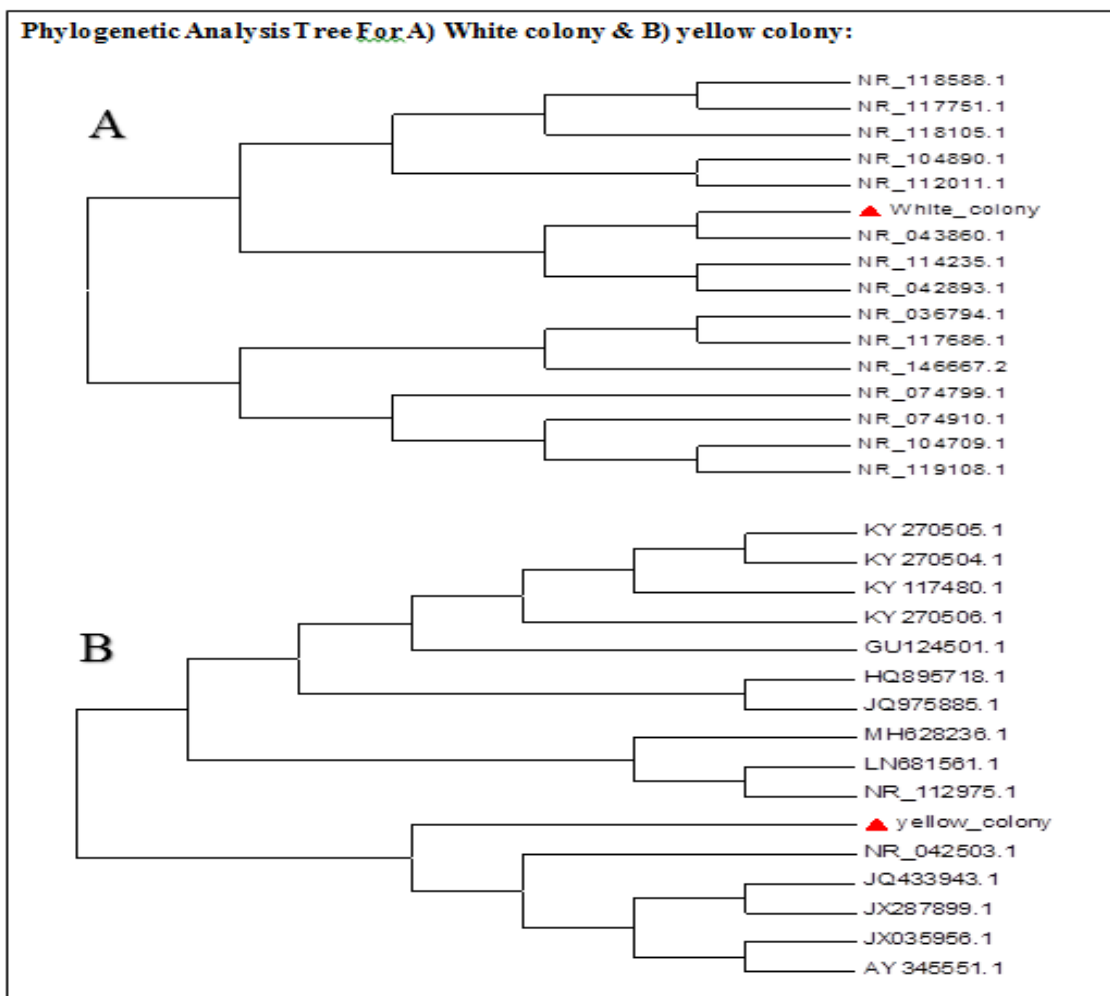 Phylogenetic Analysis Tree For A) White colony & B) yellow colony:
A
NR_118588.1
NR_117751.1
NR_118105.1
NR_104890.1
NR_112011.1
White_colony
NR_043860.1
NR_114235.1
NR_042893.1
NR_036794.1
NR_117686.1
NR_146667.2
NR_074799.1
NR_074910.1
NR_104709.1
NR_119108.1
B
KY270505.1
KY270504.1
KY117480.1
KY270506.1
GU124501.1
HQ895718.1
JQ975885.1
MH628236.1
LN681561.1
NR_112975.1
yellow_colony
NR_042503.1
JQ433943.1
JX287899.1
JX035956.1
AY345551.1